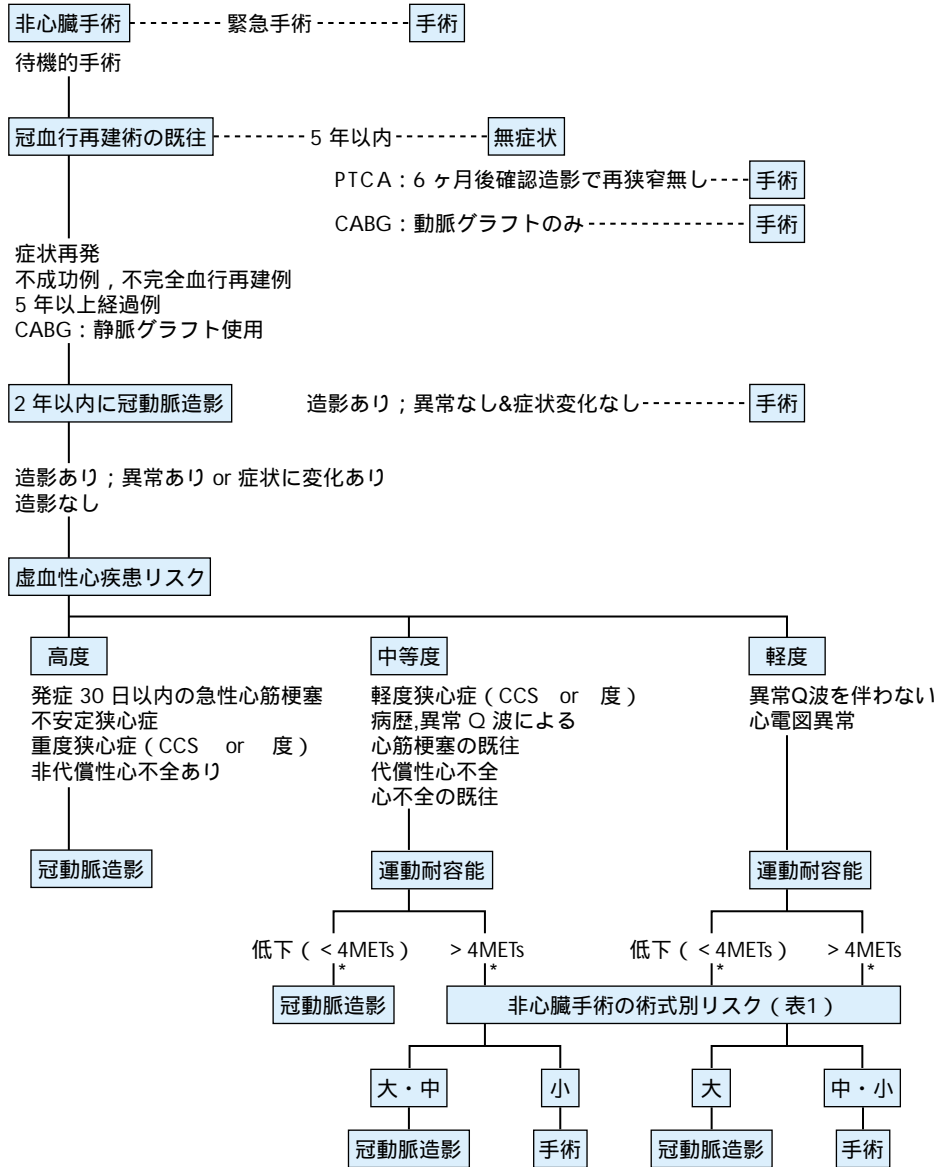 非心臓手術 緊急手術 手術
待機的手術
冠血行再建術の既往 5 年以内 無症状
PTCA：6 ヶ月後確認造影で再狭窄無し 手術
CABG：動脈グラフトのみ 手術
症状再発
不成功例，不完全血行再建例
5 年以上経過例
CABG：静脈グラフト使用
2 年以内に冠動脈造影 造影あり；異常なし&症状変化なし 手術
造影あり；異常あり or 症状に変化あり
造影なし
虚血性心疾患リスク
高度
発症 30 日以内の急性心筋梗塞
不安定狭心症
重度狭心症（CCS or 度）
非代償性心不全あり
冠動脈造影
中等度
軽度狭心症（CCS or 度）
病歴,異常 Q 波による
心筋梗塞の既往
代償性心不全
心不全の既往
運動耐容能
軽度
異常Q波を伴わない
心電図異常
運動耐容能
低下（＜4METs） ＞4METs 低下（＜4METs） ＞4METs
* * * *
冠動脈造影 非心臓手術の術式別リスク（表1）
大・中 小 大 中・小
冠動脈造影 手術 冠動脈造影 手術